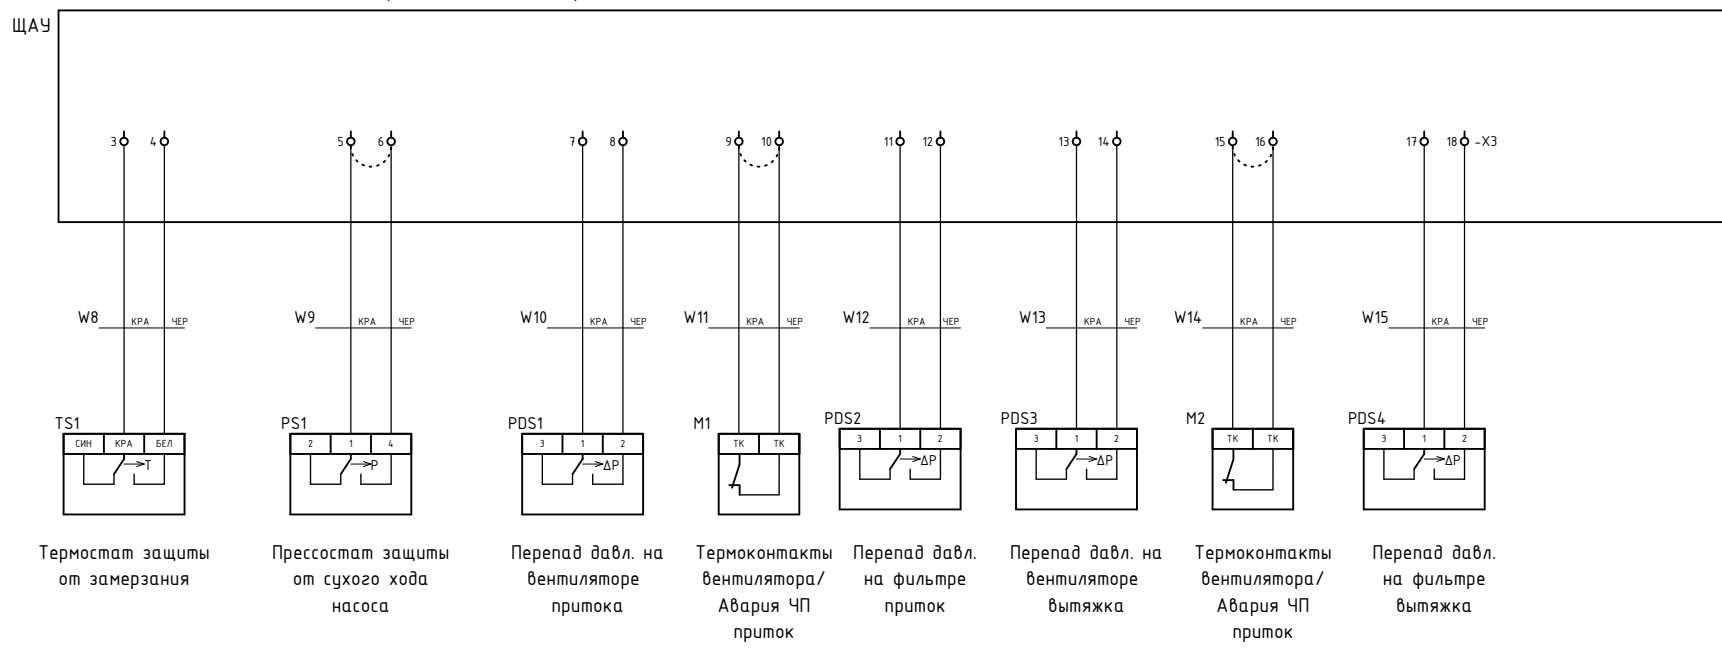 ЩАУ
3 4 5 6 7 8 9 10 11 12 13 14 15 16 17 18 -X3
W8 КРА ЧЕР W9 КРА ЧЕР W10 КРА ЧЕР W11 КРА ЧЕР W12 КРА ЧЕР W13 КРА ЧЕР W14 КРА ЧЕР W15 КРА ЧЕР
TS1 PS1 PDS1 M1 PDS2 PDS3 M2 PDS4
СИН КРА БЕЛ 2 1 4 3 1 2 ТК ТК 3 1 2 3 1 2 ТК ТК 3 1 2
T P ΔP ΔP ΔP ΔP
Термостат защиты
от замерзания
Прессостат защиты
от сухого хода
насоса
Перепад давл. на
вентиляторе
притока
Термоконтакты
вентилятора/
Авария ЧП
приток
Перепад давл.
на фильтре
приток
Перепад давл. на
вентиляторе
вытяжка
Термоконтакты
вентилятора/
Авария ЧП
приток
Перепад давл.
на фильтре
вытяжка